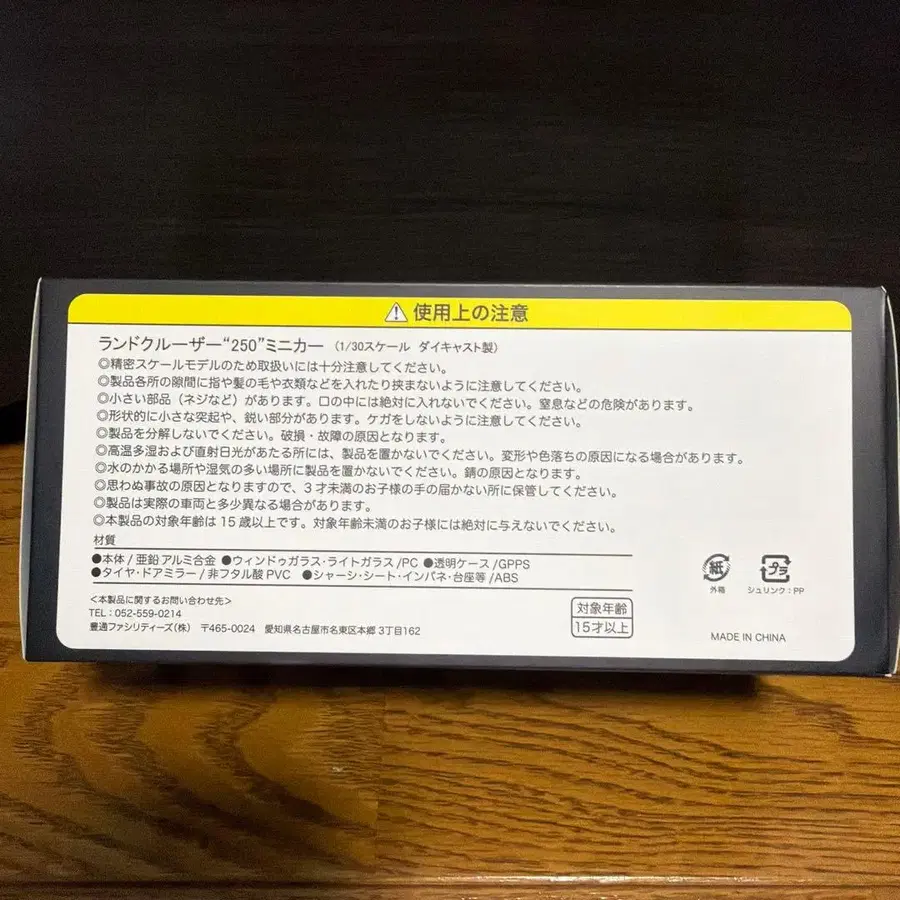 ⚠ 使用上の注意
ランドクルーザー“250”ミニカー (1/30スケール ダイキャスト製)
◎精密スケールモデルのため取扱いには十分注意してください。
◎製品各所の隙間に指や髪の毛や衣類などを入れたり挟まないように注意してください。
◎小さい部品（ネジなど）があります。口の中には絶対に入れないでください。窒息などの危険があります。
◎形状的に小さな突起や、鋭い部分があります。ケガをしないように注意してください。
◎製品を分解しないでください。破損・故障の原因となります。
◎高温多湿および直射日光があたる所には、製品を置かないでください。変形や色落ちの原因になる場合があります。
◎水のかかる場所や湿気の多い場所に製品を置かないでください。錆の原因となります。
◎思わぬ事故の原因となりますので、3才未満のお子様の手の届かない所に保管してください。
◎製品は実際の車両と多少異なる場合があります。
◎本製品の対象年齢は15歳以上です。対象年齢未満のお子様には絶対に与えないでください。
材質
●本体/亜鉛アルミ合金 ●ウィンドゥガラス・ライトガラス/PC ●透明ケース/GPPS
●タイヤ・ドアミラー/非フタル酸PVC ●シャーシ・シート・インパネ・台座等/ABS
＜本製品に関するお問い合わせ先＞
TEL：052-559-0214
豊通ファシリティーズ（株） 〒465-0024 愛知県名古屋市名東区本郷3丁目162
対象年齢
15才以上
紙
外箱
プラ
シュリンク：PP
MADE IN CHINA